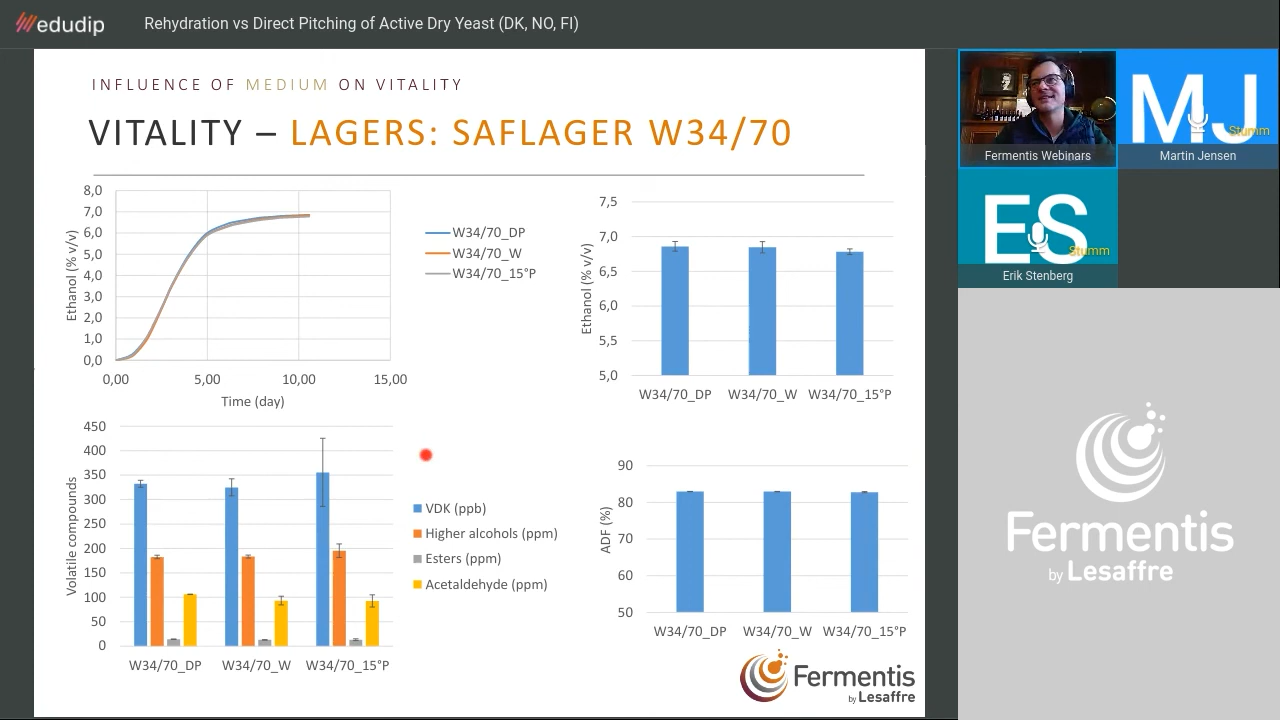 edudip
Rehydration vs Direct Pitching of Active Dry Yeast (DK, NO, FI)
INFLUENCE OF MEDIUM ON VITALITY
VITALITY – LAGERS: SAFLAGER W34/70
8,0
7,0
6,0
5,0
4,0
3,0
2,0
1,0
0,0
Ethanol (% v/v)
0,00 5,00 10,00 15,00
Time (day)
W34/70_DP
W34/70_W
W34/70_15°P
7,5
7,0
6,5
6,0
5,5
5,0
Ethanol (% v/v)
W34/70_DP W34/70_W W34/70_15°P
450
400
350
300
250
200
150
100
50
0
Volatile compounds
W34/70_DP W34/70_W W34/70_15°P
VDK (ppb)
Higher alcohols (ppm)
Esters (ppm)
Acetaldehyde (ppm)
90
80
70
60
50
ADF (%)
W34/70_DP W34/70_W W34/70_15°P
Fermentis
by Lesaffre
Fermentis Webinars
MJ
Stumm
Martin Jensen
ES
Stumm
Erik Stenberg
Fermentis
by Lesaffre